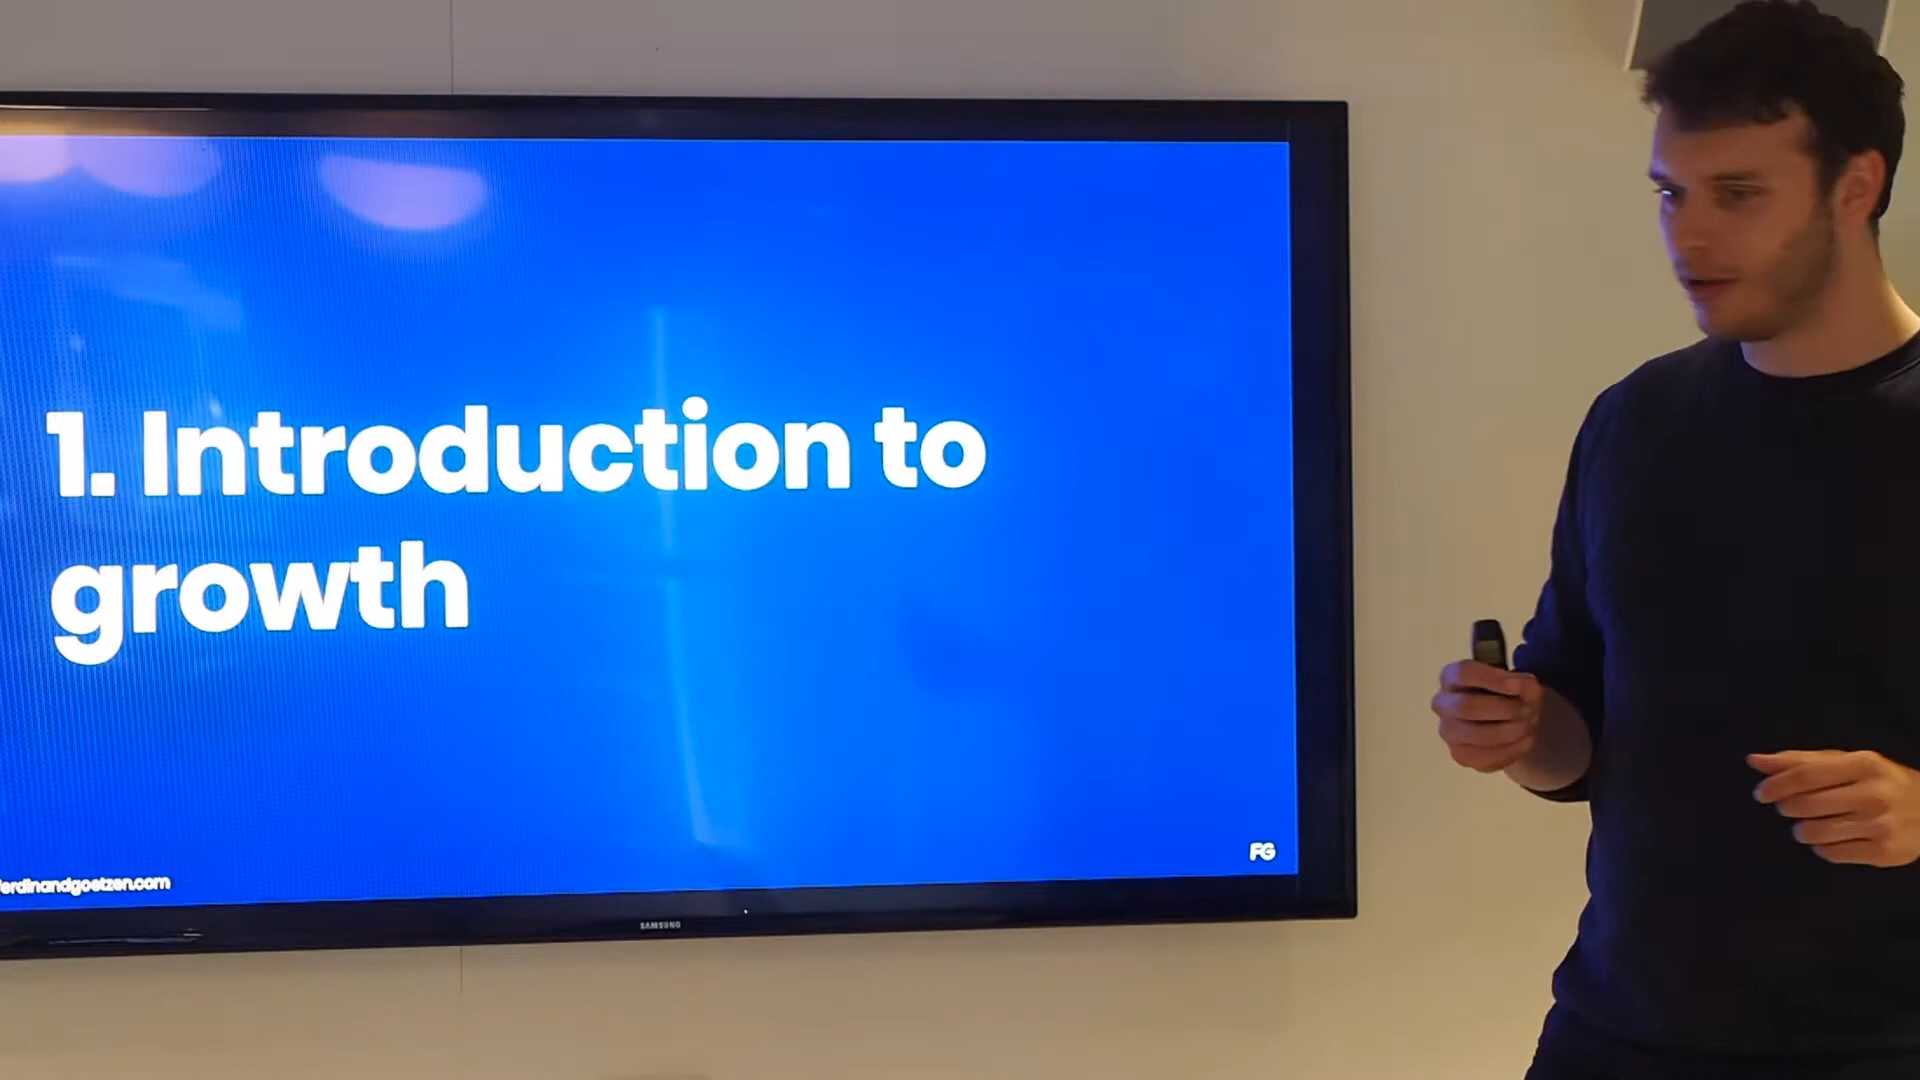 1. Introduction to
growth
FG
ferdinandgoetzen.com
SAMSUNG